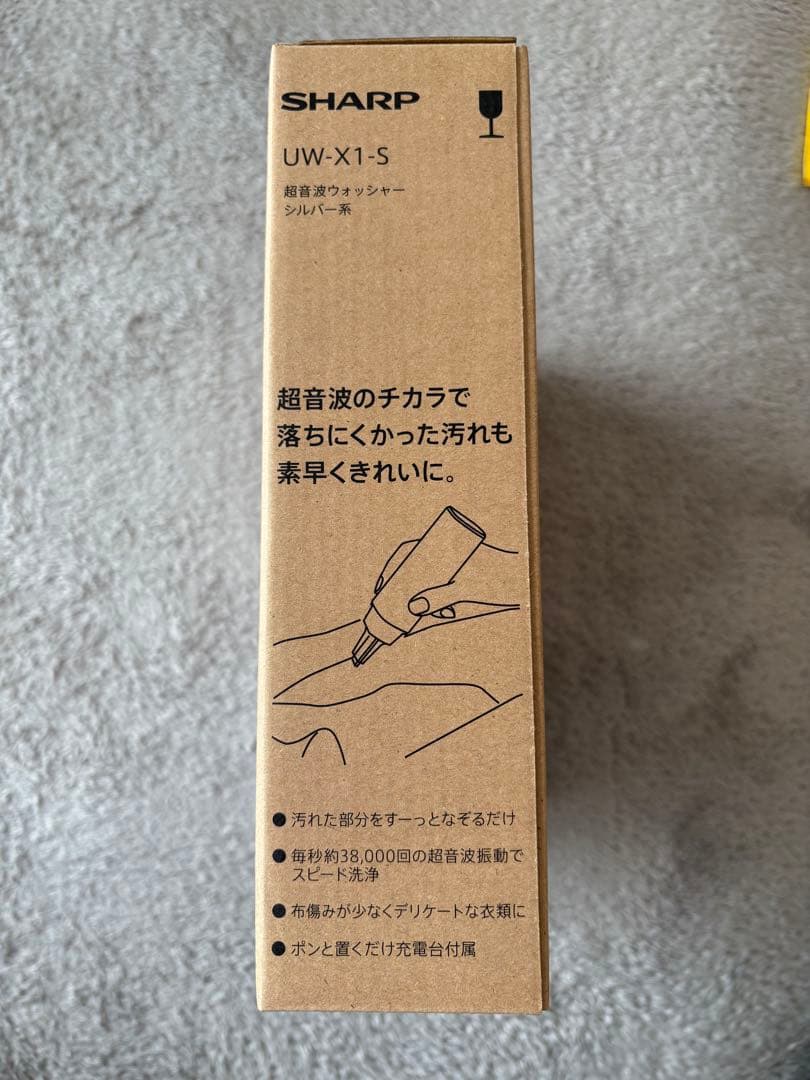 SHARP
UW-X1-S
超音波ウォッシャー
シルバー系
超音波のチカラで
落ちにくかった汚れも
素早くきれいに。
● 汚れた部分をすーっとなぞるだけ
● 毎秒約38,000回の超音波振動で
スピード洗浄
● 布傷みが少なくデリケートな衣類に
● ポンと置くだけ充電台付属